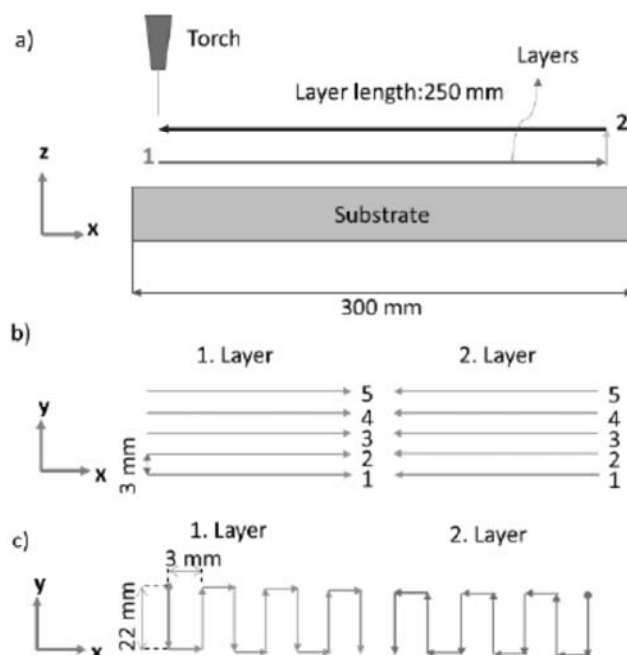 a)
Torch
Layers
Layer length:250 mm
2
1
z
x
Substrate
300 mm
b)
1. Layer
2. Layer
y
x
3 mm
5
4
3
2
1
5
4
3
2
1
c)
1. Layer
2. Layer
3 mm
y
x
22 mm